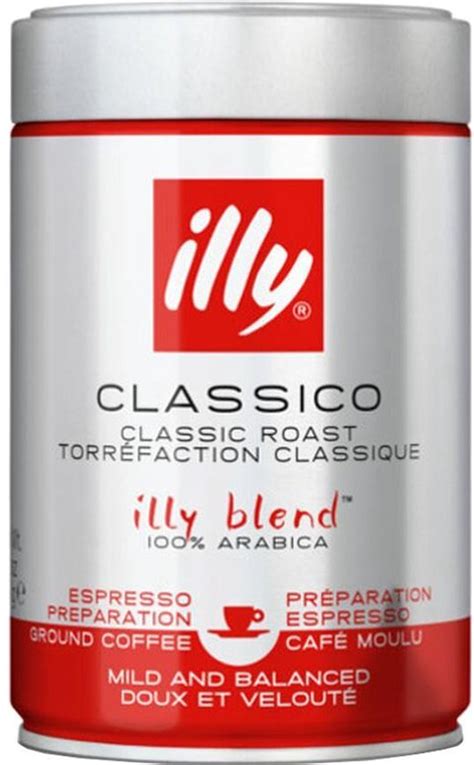 illy®
CLASSICO
CLASSIC ROAST
TORRÉFACTION CLASSIQUE
illy blend™
100% ARABICA
ESPRESSO
PREPARATION
GROUND COFFEE
PRÉPARATION
ESPRESSO
CAFÉ MOULU
MILD AND BALANCED
DOUX ET VELOUTÉ